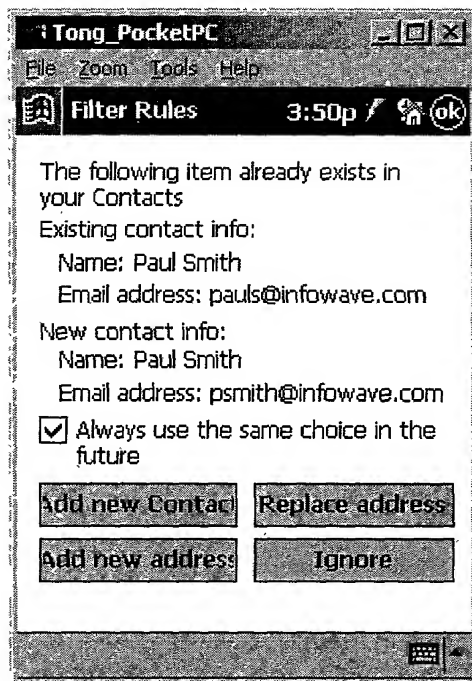 Tong_PocketPC
File Zoom Tools Help
Filter Rules 3:50p ok
The following item already exists in
your Contacts
Existing contact info:
Name: Paul Smith
Email address: pauls@infowave.com
New contact info:
Name: Paul Smith
Email address: psmith@infowave.com
Always use the same choice in the
future
Add new Contact Replace address
Add new address Ignore